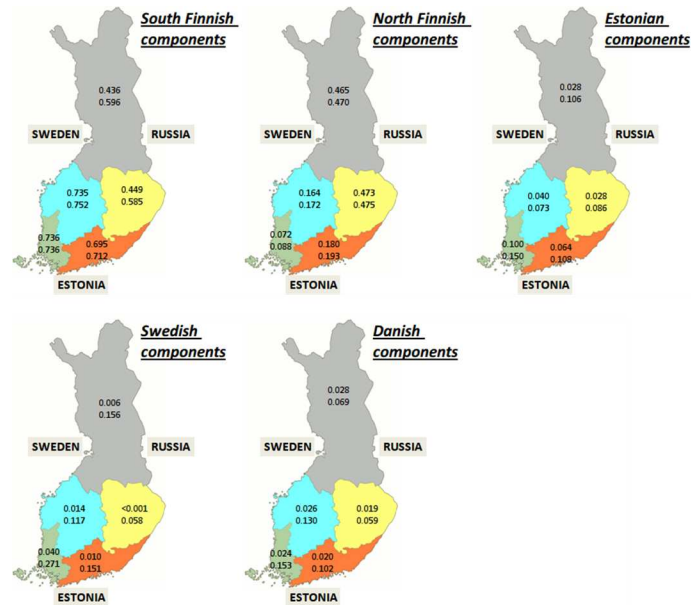 South Finnish
components
0.436
0.596
SWEDEN
RUSSIA
0.735
0.752
0.449
0.585
0.736
0.736
0.695
0.712
ESTONIA
North Finnish
components
0.465
0.470
SWEDEN
RUSSIA
0.164
0.172
0.473
0.475
0.072
0.088
0.180
0.193
ESTONIA
Estonian
components
0.028
0.106
SWEDEN
RUSSIA
0.040
0.073
0.028
0.086
0.100
0.150
0.064
0.108
ESTONIA
Swedish
components
0.006
0.156
SWEDEN
RUSSIA
0.014
0.117
<0.001
0.058
0.040
0.271
0.010
0.151
ESTONIA
Danish
components
0.028
0.069
SWEDEN
RUSSIA
0.026
0.130
0.019
0.059
0.024
0.153
0.020
0.102
ESTONIA